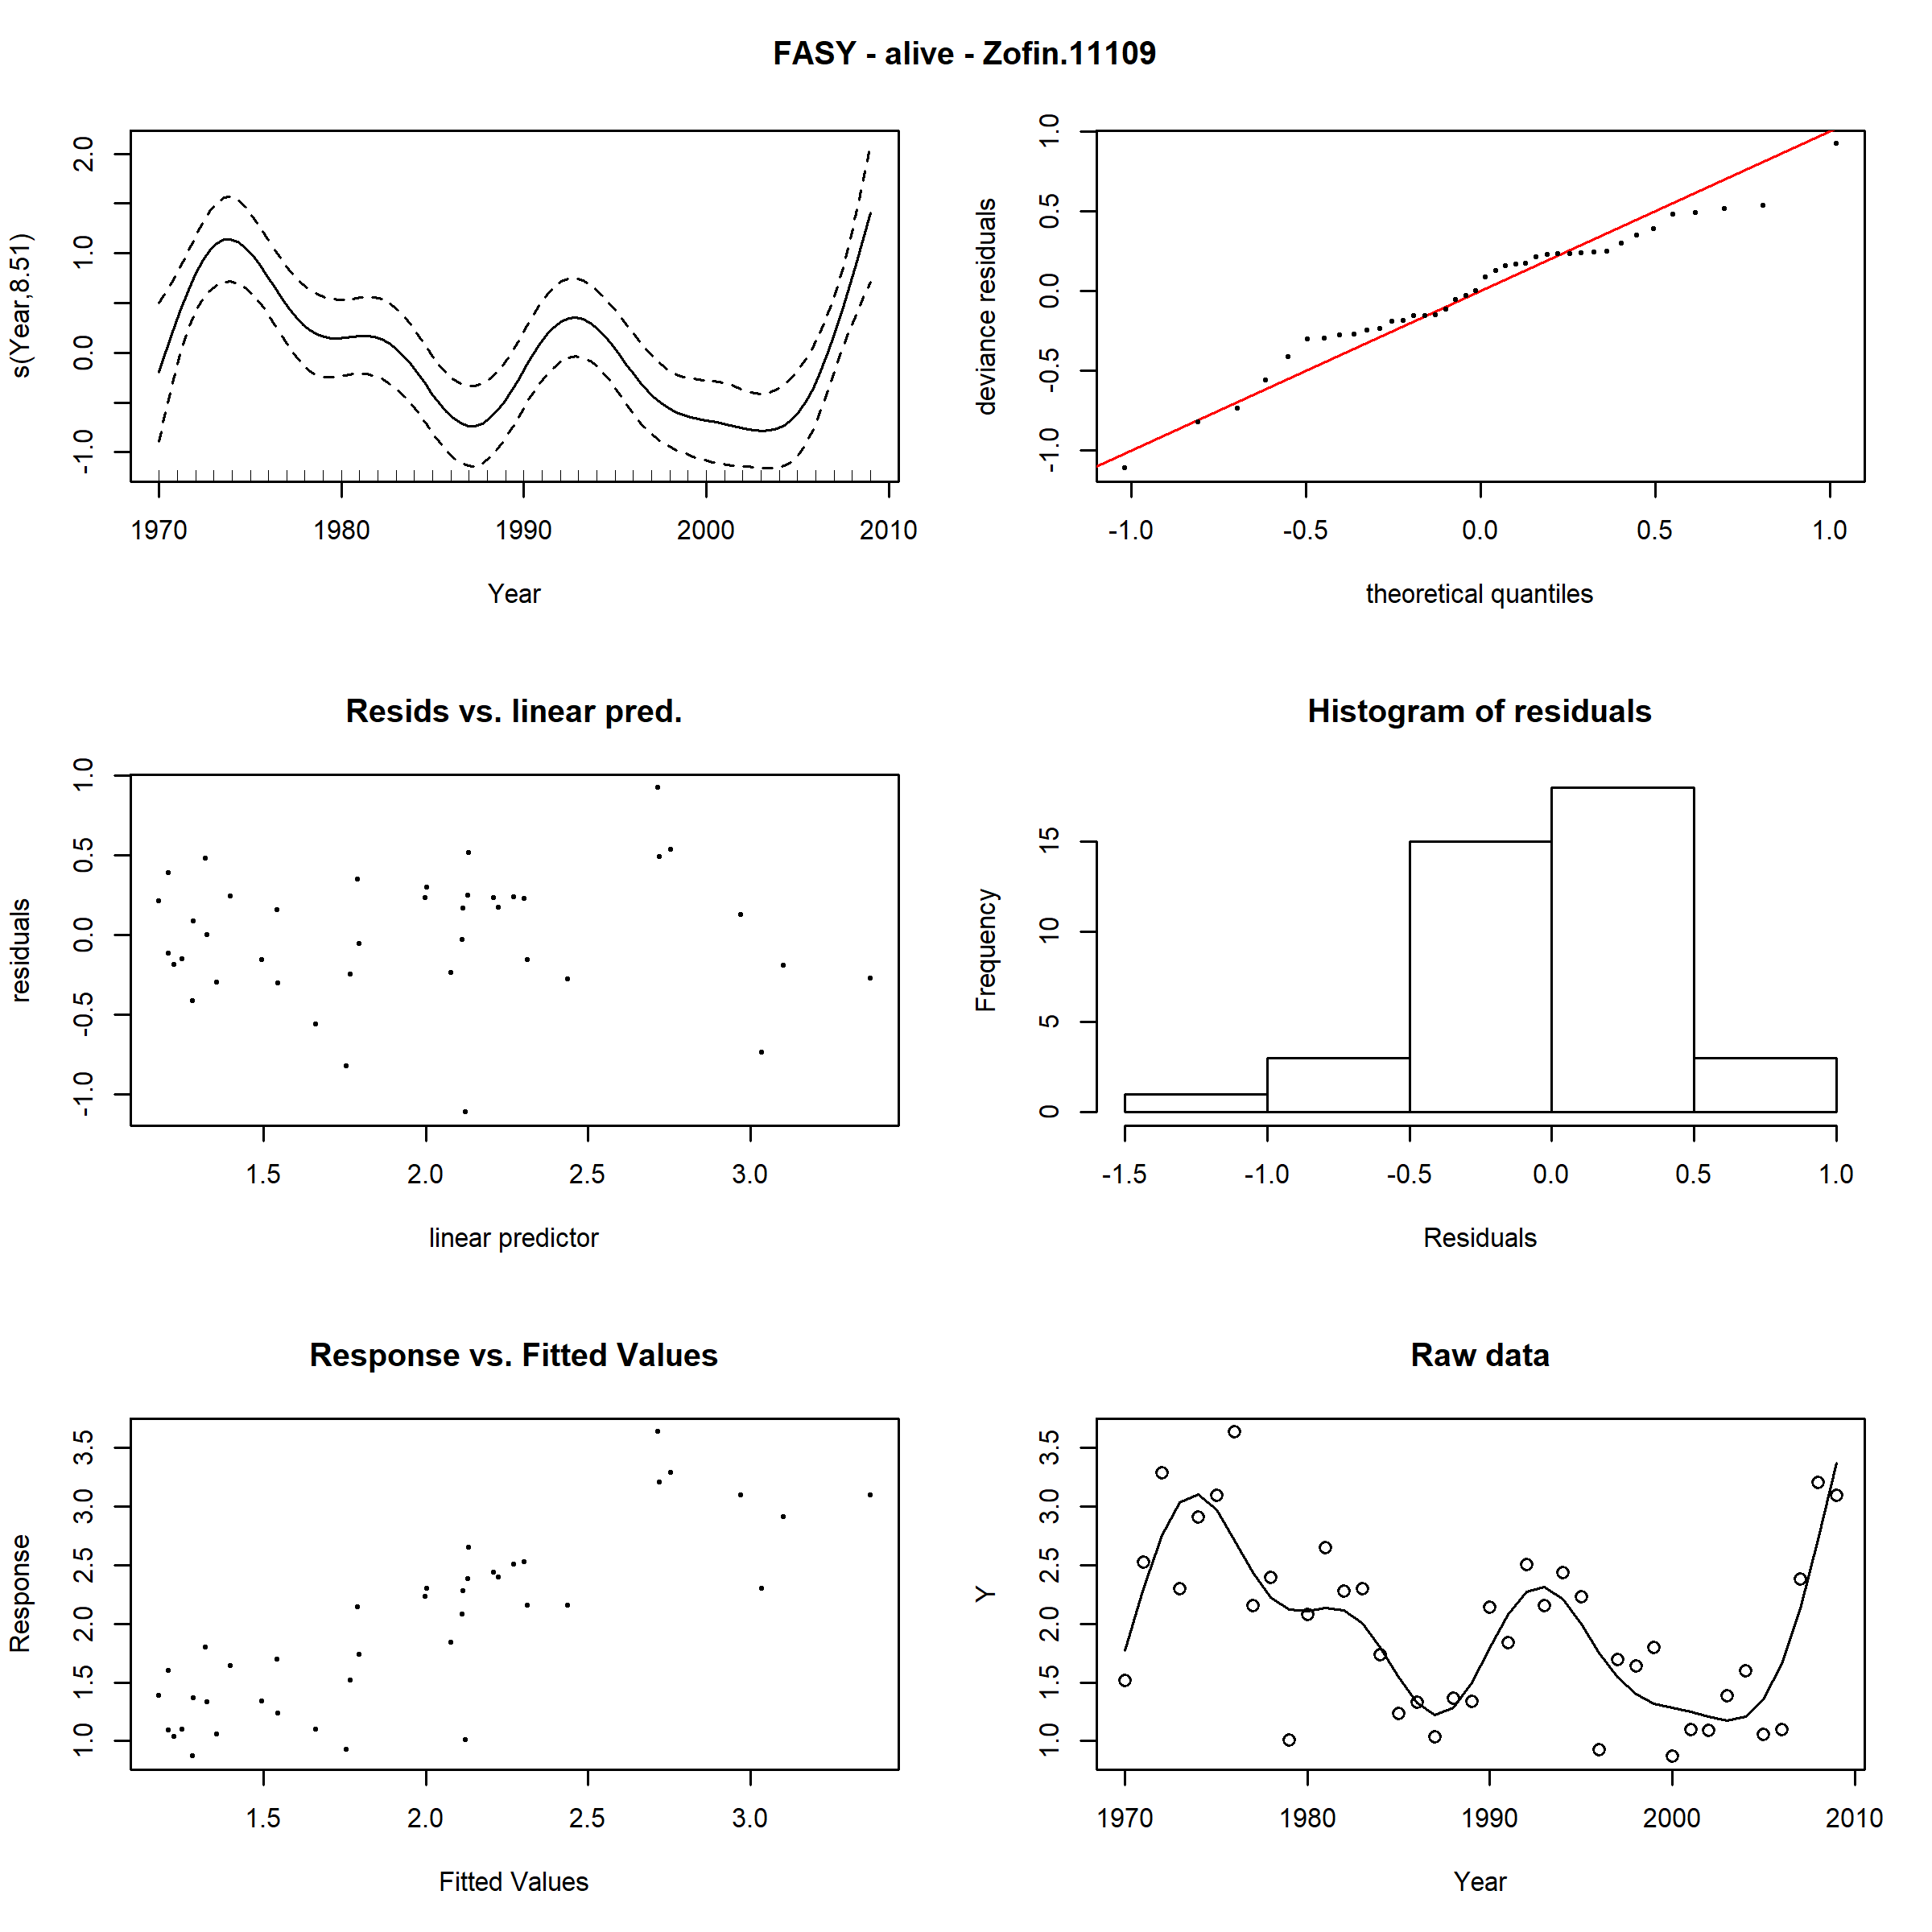 FASY - alive - Zofin.11109
s(Year,8.51)
-1.0 0.0 1.0 2.0
1970 1980 1990 2000 2010
Year
deviance residuals
-1.0 -0.5 0.0 0.5 1.0
-1.0 -0.5 0.0 0.5 1.0
theoretical quantiles
Resids vs. linear pred.
residuals
-1.0 -0.5 0.0 0.5 1.0
1.5 2.0 2.5 3.0
linear predictor
Histogram of residuals
Frequency
0 5 10 15
-1.5 -1.0 -0.5 0.0 0.5 1.0
Residuals
Response vs. Fitted Values
Response
1.0 1.5 2.0 2.5 3.0 3.5
1.5 2.0 2.5 3.0
Fitted Values
Raw data
Y
1.0 1.5 2.0 2.5 3.0 3.5
1970 1980 1990 2000 2010
Year